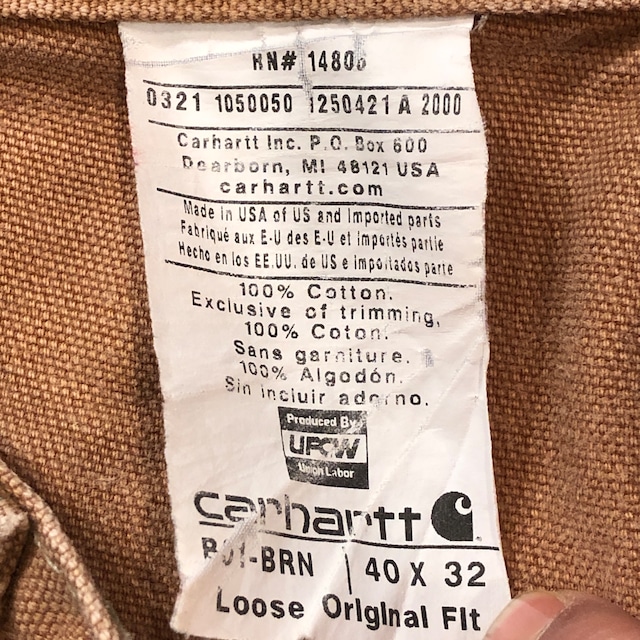 RN# 14806
0321 1050050 1250421 A 2000
Carhartt Inc. P.O. Box 600
Dearborn, MI 48121 USA
carhartt.com
Made in USA of US and Imported parts
Fabriqué aux E-U des E-U et importés partie
Hecho en los EE.UU. de US e importados parte
100% Cotton.
Exclusive of trimming,
100% Coton.
Sans garniture.
100% Algodón.
Sin incluir adorno.
Produced By
UFCW
Union Labor
carhartt
B01-BRN | 40 X 32
Loose Original Fit